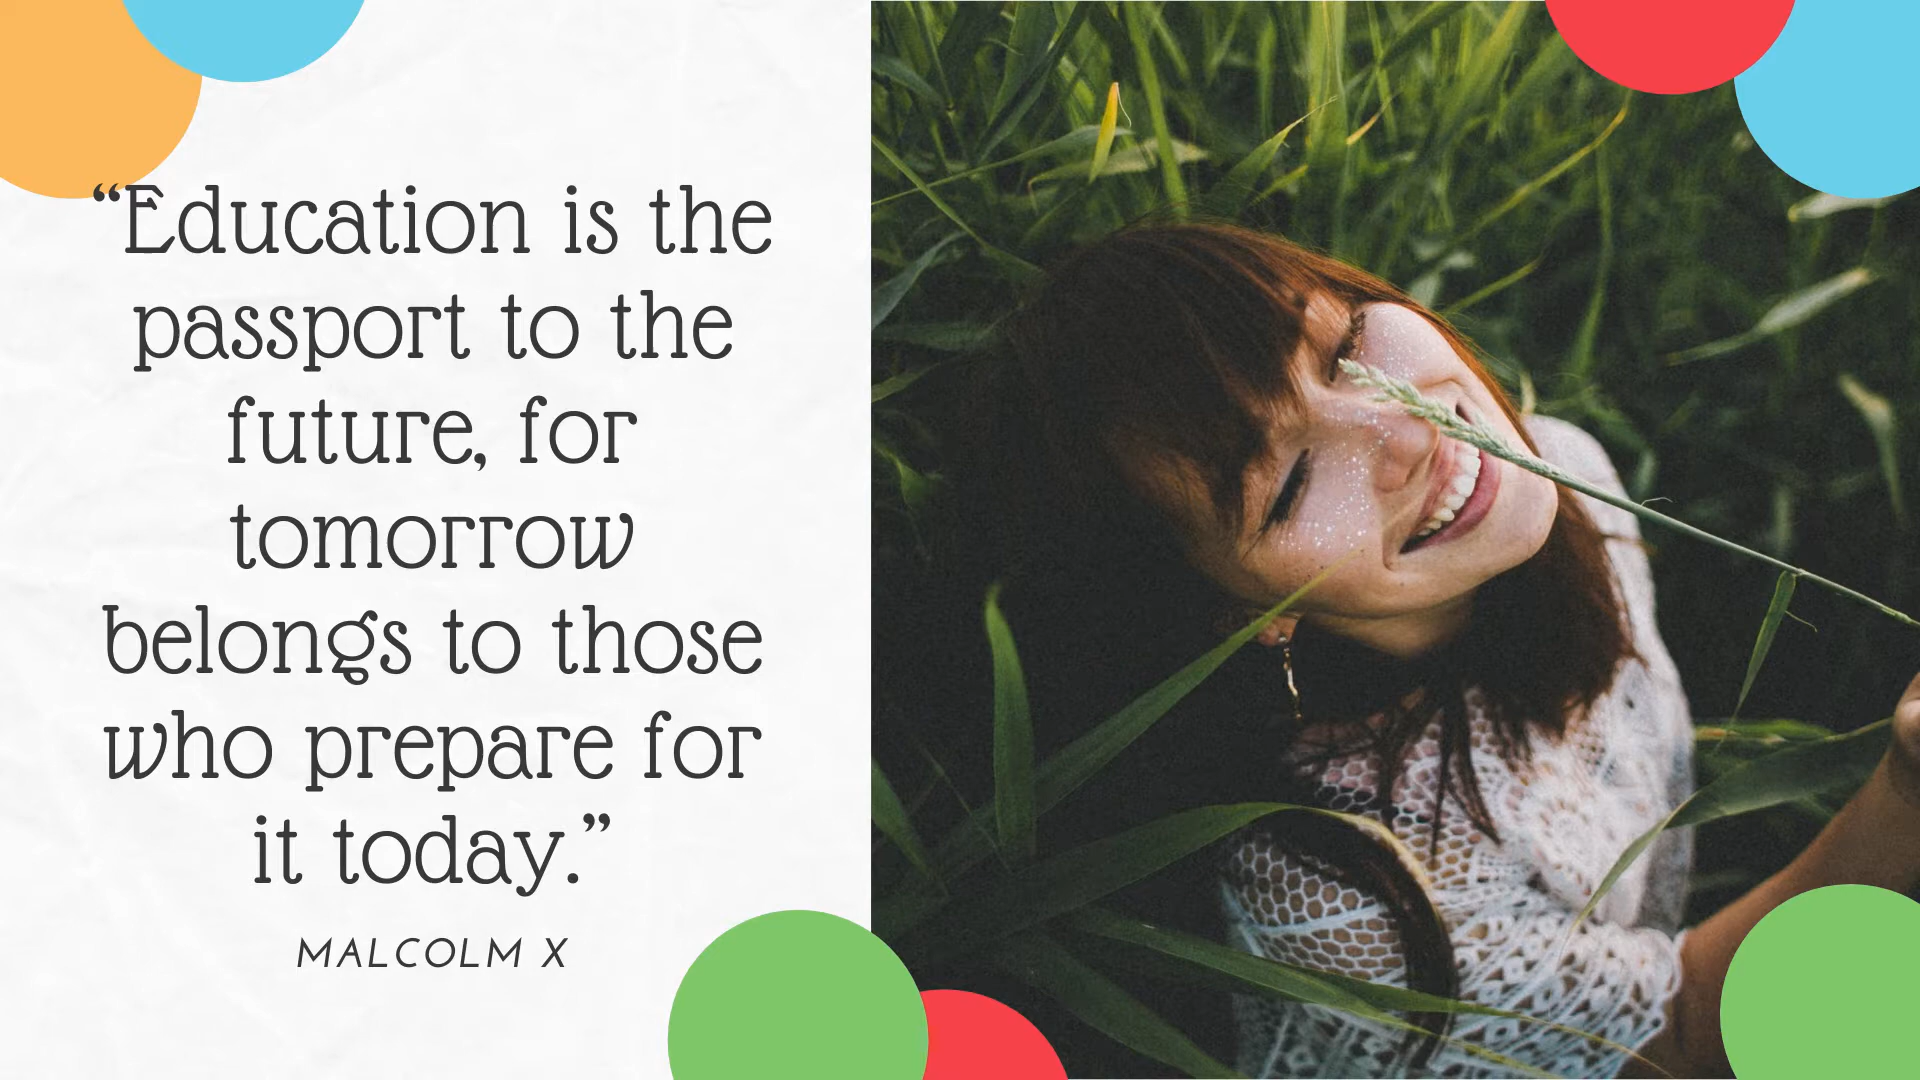 “Education is the
passport to the
future, for
tomorrow
belongs to those
who prepare for
it today.”
MALCOLM X